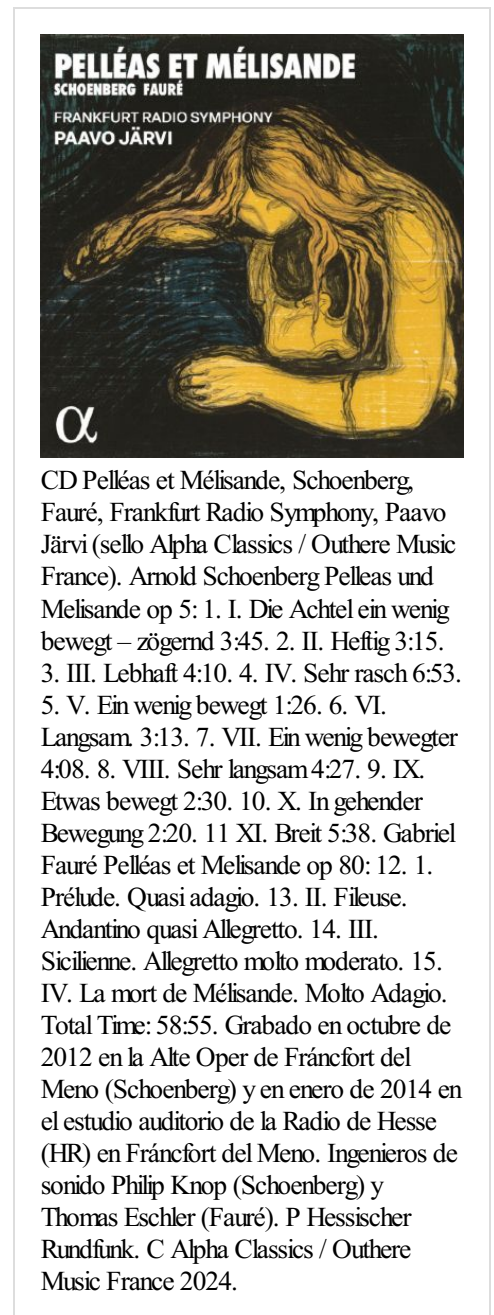 PELLÉAS ET MÉLISANDE
SCHOENBERG FAURÉ
FRANKFURT RADIO SYMPHONY
PAAVO JÄRVI
α
CD Pelléas et Mélisande, Schoenberg,
Fauré, Frankfurt Radio Symphony, Paavo
Järvi (sello Alpha Classics / Outhere Music
France). Arnold Schoenberg Pelleas und
Melisande op 5: 1. I. Die Achtel ein wenig
bewegt – zögernd 3:45. 2. II. Heftig 3:15.
3. III. Lebhaft 4:10. 4. IV. Sehr rasch 6:53.
5. V. Ein wenig bewegt 1:26. 6. VI.
Langsam. 3:13. 7. VII. Ein wenig bewegter
4:08. 8. VIII. Sehr langsam 4:27. 9. IX.
Etwas bewegt 2:30. 10. X. In gehender
Bewegung 2:20. 11 XI. Breit 5:38. Gabriel
Fauré Pelléas et Melisande op 80: 12. 1.
Prélude. Quasi adagio. 13. II. Fileuse.
Andantino quasi Allegretto. 14. III.
Sicilienne. Allegretto molto moderato. 15.
IV. La mort de Mélisande. Molto Adagio.
Total Time: 58:55. Grabado en octubre de
2012 en la Alte Oper de Fráncfort del
Meno (Schoenberg) y en enero de 2014 en
el estudio auditorio de la Radio de Hesse
(HR) en Fráncfort del Meno. Ingenieros de
sonido Philip Knop (Schoenberg) y
Thomas Eschler (Fauré). P Hessischer
Rundfunk. C Alpha Classics / Outhere
Music France 2024.